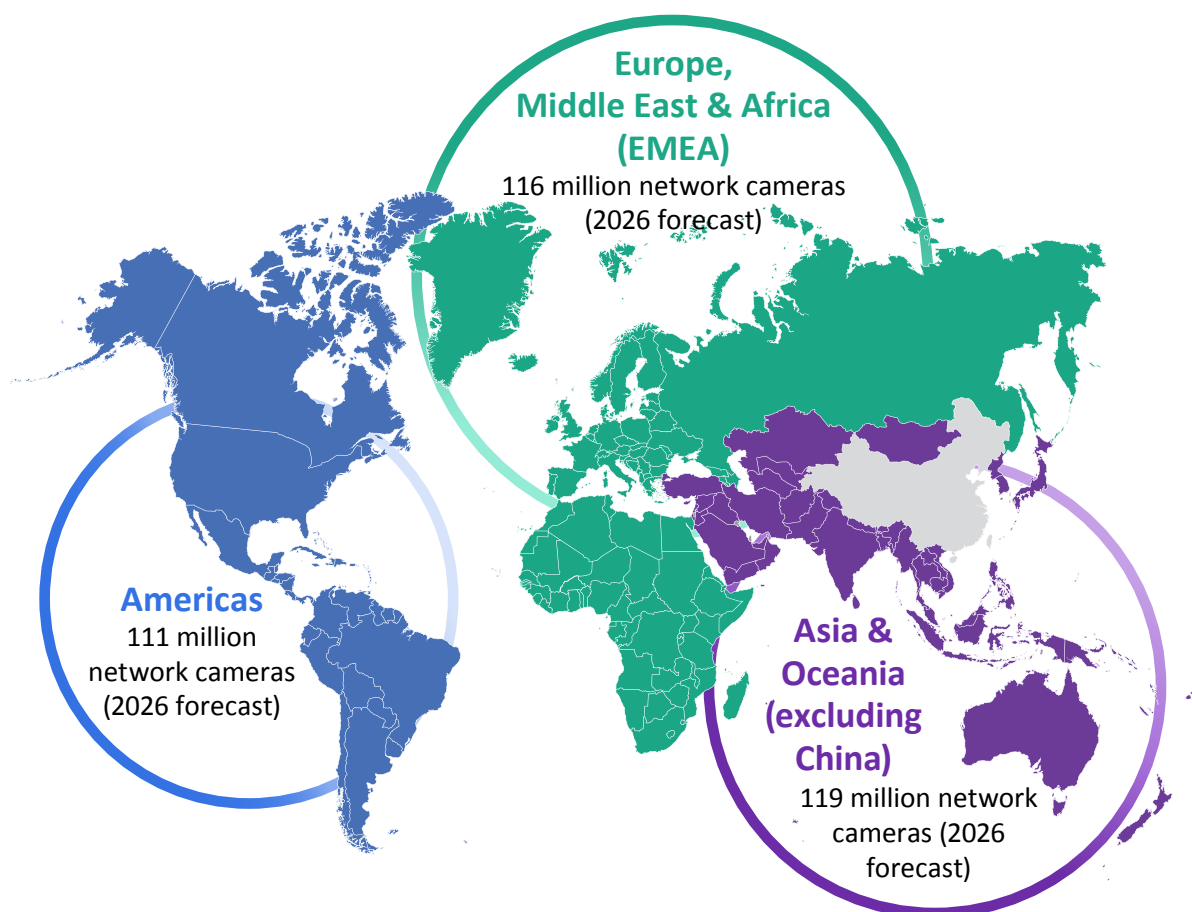 Europe,
Middle East & Africa
(EMEA)
116 million network cameras
(2026 forecast)
Americas
111 million
network cameras
(2026 forecast)
Asia &
Oceania
(excluding
China)
119 million network
cameras (2026
forecast)